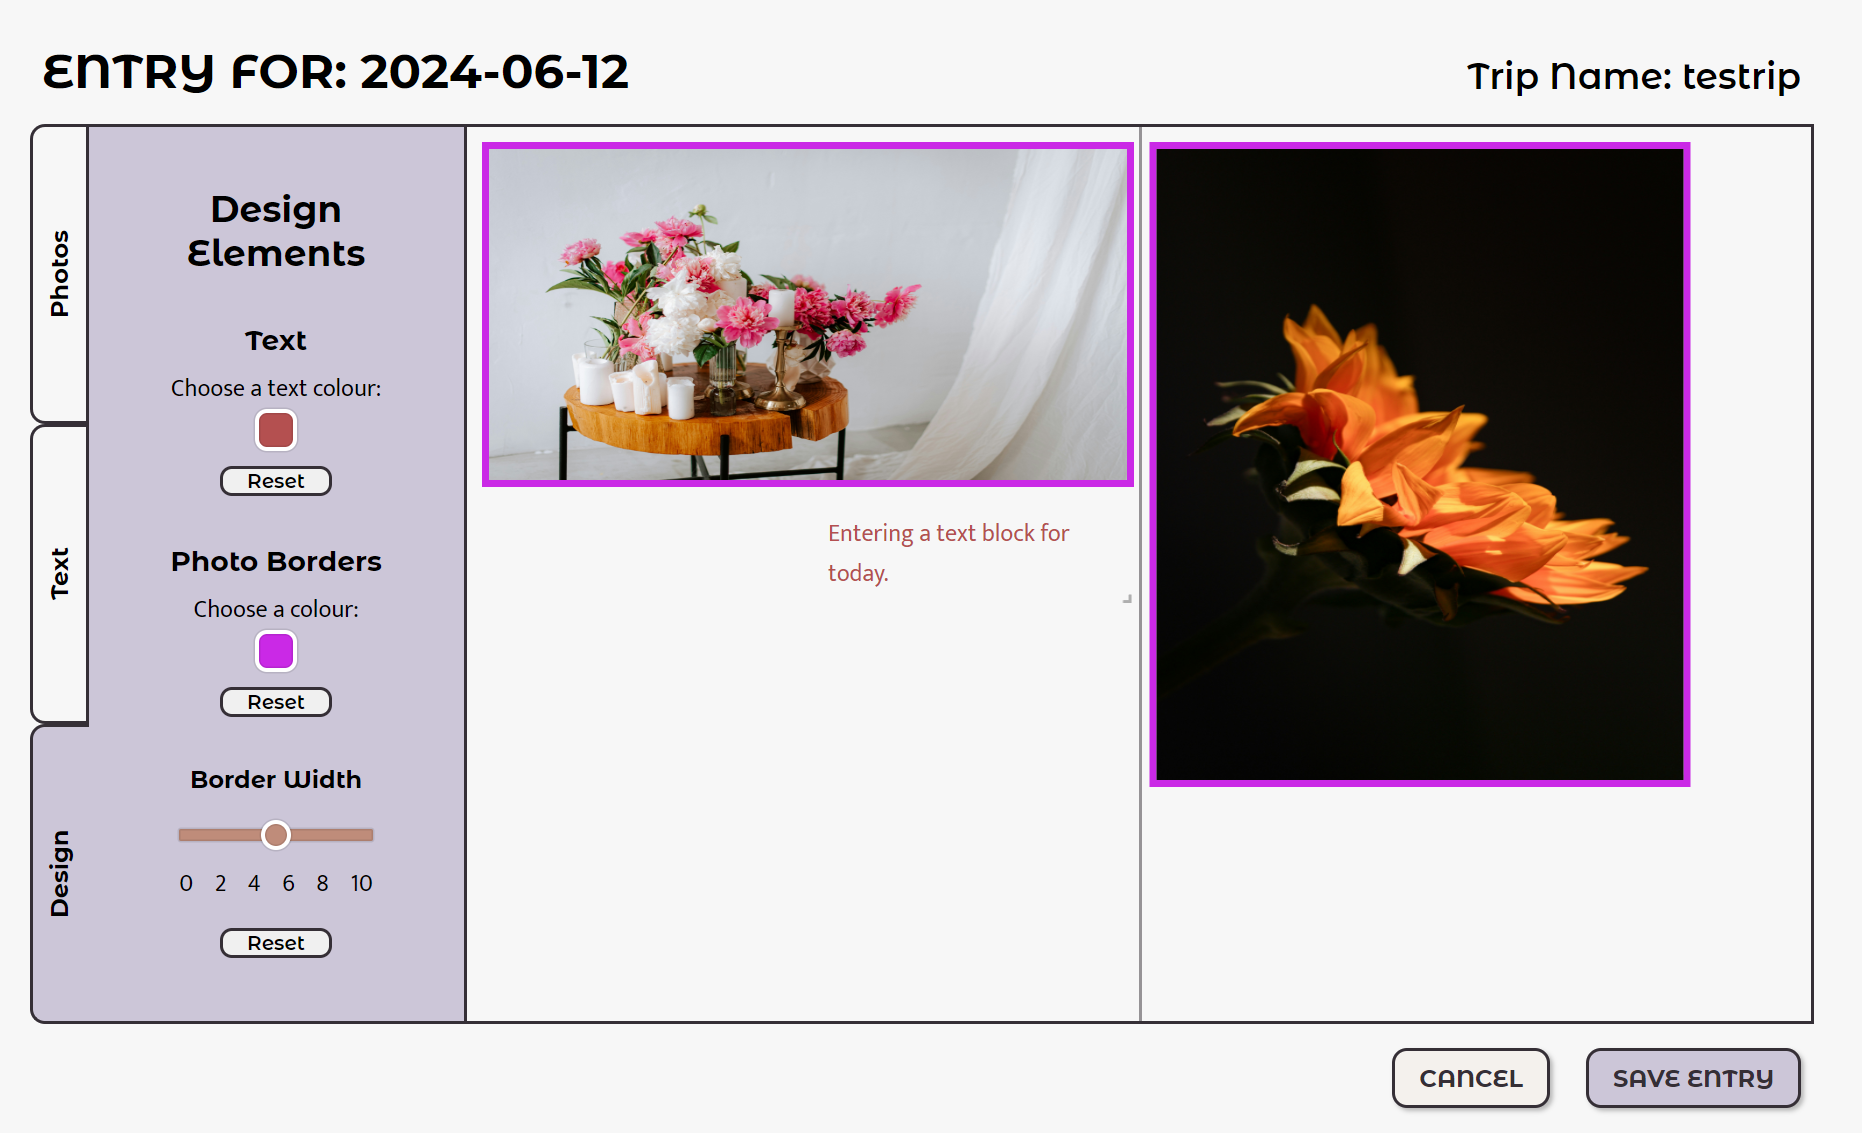 ENTRY FOR: 2024-06-12
Trip Name: testrip
Photos
Text
Design
Design
Elements
Text
Choose a text colour:
Reset
Photo Borders
Choose a colour:
Reset
Border Width
0 2 4 6 8 10
Reset
Entering a text block for
today.
CANCEL
SAVE ENTRY